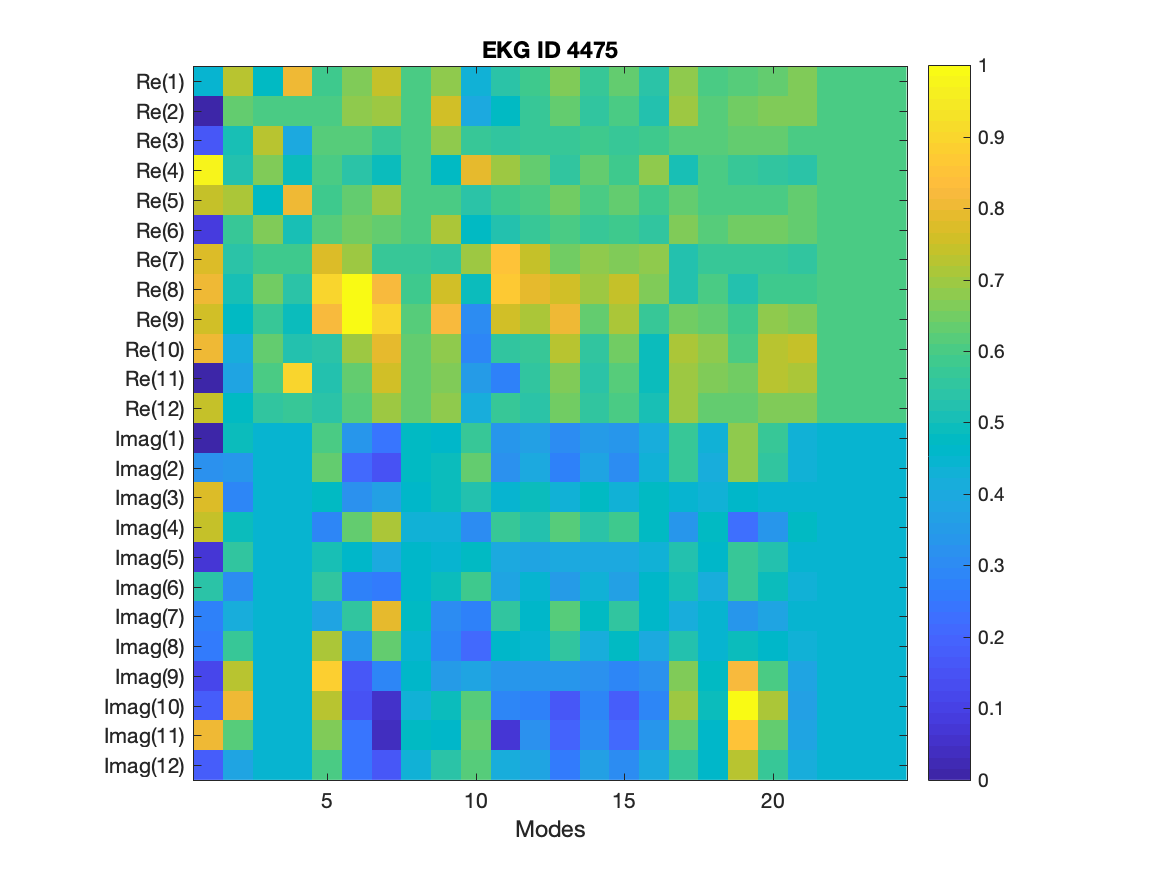 EKG ID 4475
Re(1)
Re(2)
Re(3)
Re(4)
Re(5)
Re(6)
Re(7)
Re(8)
Re(9)
Re(10)
Re(11)
Re(12)
Imag(1)
Imag(2)
Imag(3)
Imag(4)
Imag(5)
Imag(6)
Imag(7)
Imag(8)
Imag(9)
Imag(10)
Imag(11)
Imag(12)
5 10 15 20
Modes
1
0.9
0.8
0.7
0.6
0.5
0.4
0.3
0.2
0.1
0